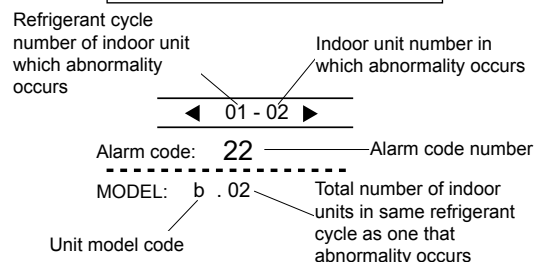 Refrigerant cycle
number of indoor unit
which abnormality
occurs
Indoor unit number in
which abnormality occurs
◀ 01 - 02 ▶
Alarm code: 22
Alarm code number
MODEL: b . 02
Total number of indoor
units in same refrigerant
cycle as one that
abnormality occurs
Unit model code